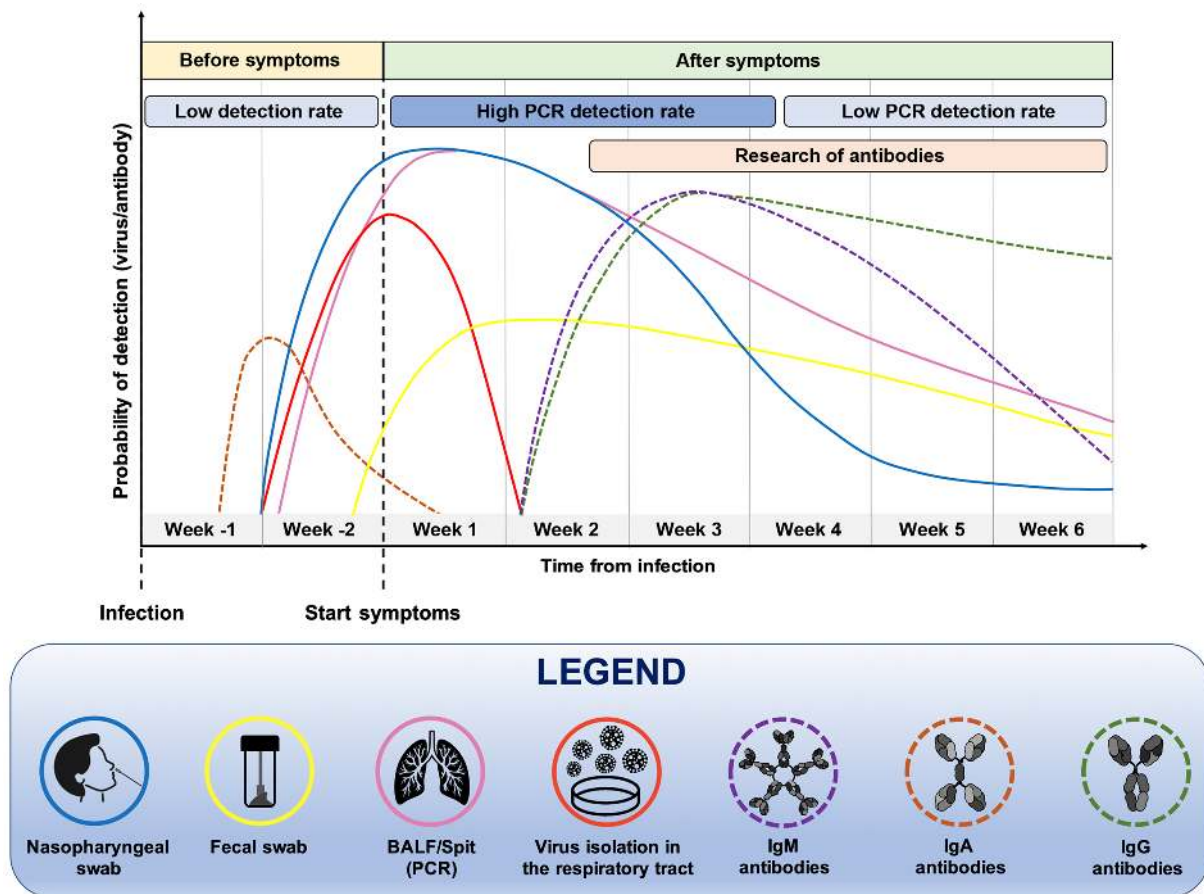 Before symptoms
After symptoms
Low detection rate
High PCR detection rate
Low PCR detection rate
Research of antibodies
Probability of detection (virus/antibody)
Week -1
Week -2
Week 1
Week 2
Week 3
Week 4
Week 5
Week 6
Time from infection
Infection
Start symptoms
LEGEND
Nasopharyngeal
swab
Fecal swab
BALF/Spit
(PCR)
Virus isolation in
the respiratory tract
IgM
antibodies
IgA
antibodies
IgG
antibodies